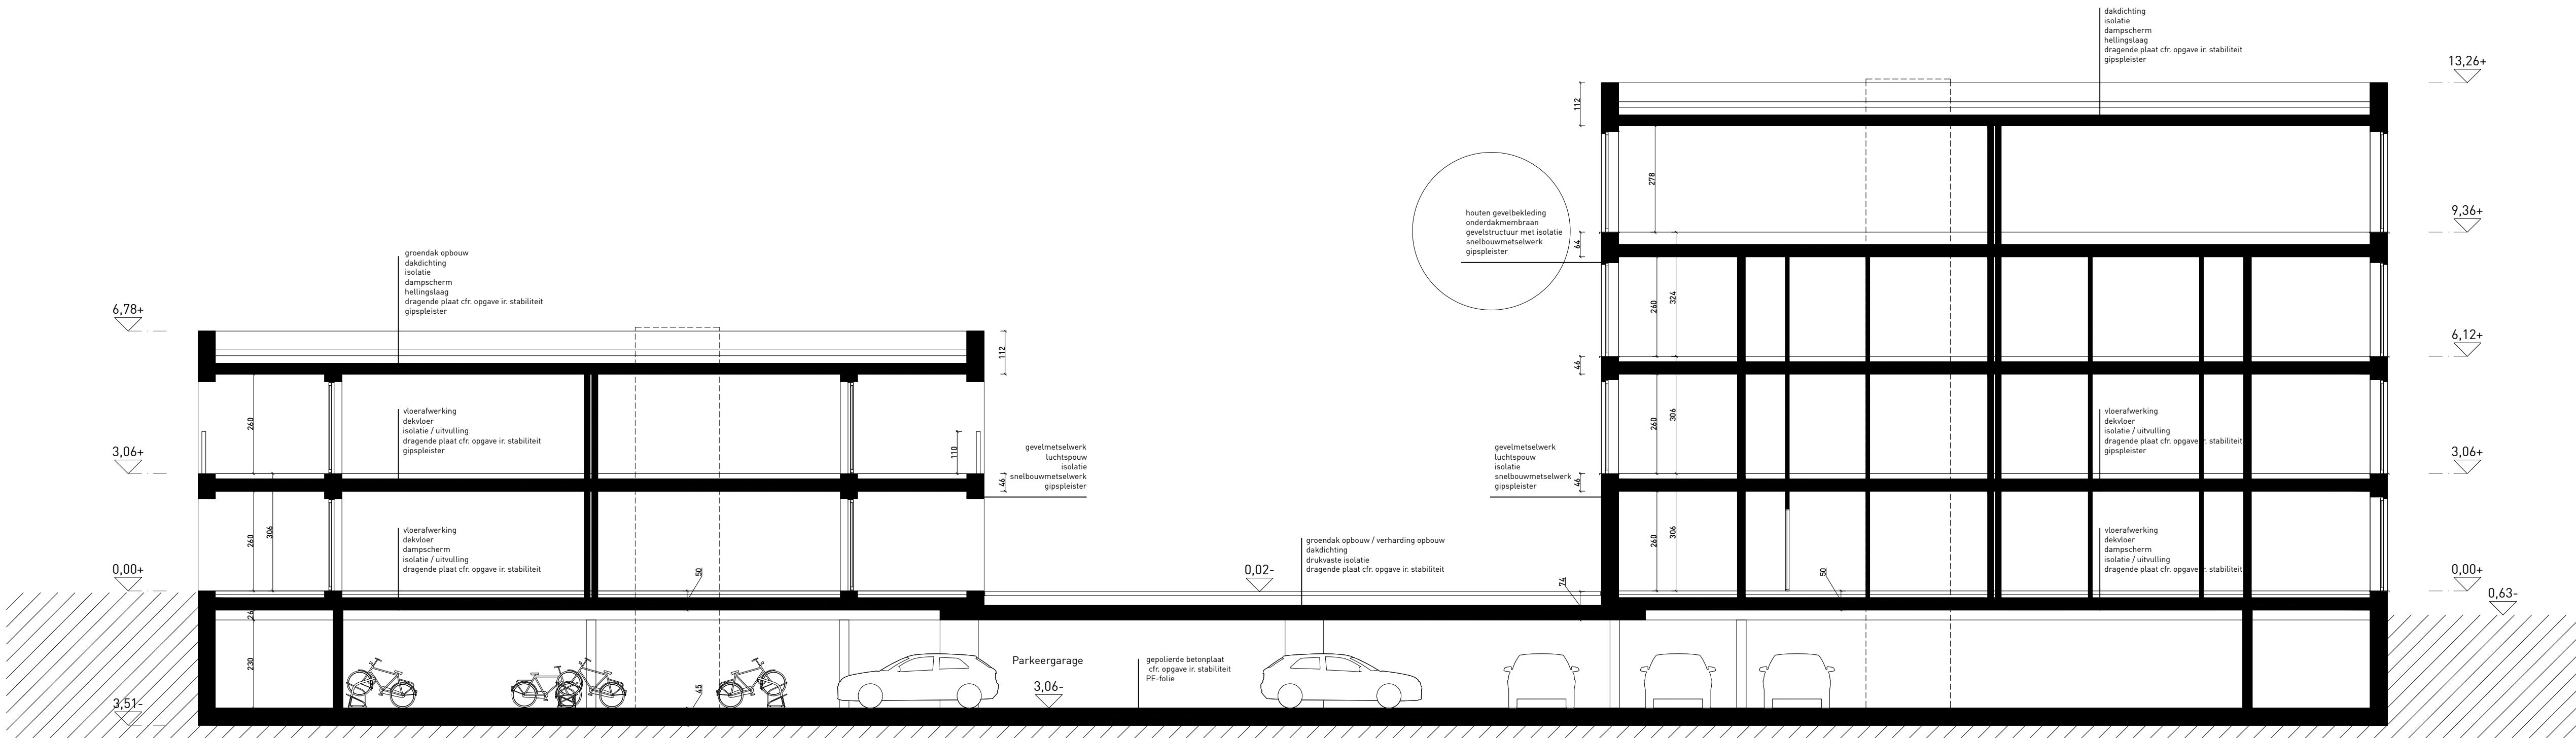 dakdichting
isolatie
dampscherm
hellingslaag
dragende plaat cfr. opgave ir. stabiliteit
gipspleister
13,26+
112
278
9,36+
houten gevelbekleding
onderdakmembraan
gevelstructuur met isolatie
snelbouwmetselwerk
gipspleister
64
groendak opbouw
dakdichting
isolatie
dampscherm
hellingslaag
dragende plaat cfr. opgave ir. stabiliteit
gipspleister
6,78+
112
260
324
6,12+
46
260
vloerafwerking
dekvloer
isolatie / uitvulling
dragende plaat cfr. opgave ir. stabiliteit
gipspleister
110
3,06+
46
gevelmetselwerk
luchtspouw
isolatie
snelbouwmetselwerk
gipspleister
gevelmetselwerk
luchtspouw
isolatie
snelbouwmetselwerk
gipspleister
46
260
306
vloerafwerking
dekvloer
isolatie / uitvulling
dragende plaat cfr. opgave ir. stabiliteit
gipspleister
3,06+
260
306
vloerafwerking
dekvloer
dampscherm
isolatie / uitvulling
dragende plaat cfr. opgave ir. stabiliteit
50
0,00+
0,02-
groendak opbouw / verharding opbouw
dakdichting
drukvaste isolatie
dragende plaat cfr. opgave ir. stabiliteit
74
260
306
50
vloerafwerking
dekvloer
dampscherm
isolatie / uitvulling
dragende plaat cfr. opgave ir. stabiliteit
0,00+
0,63-
26
230
45
Parkeergarage
3,06-
gepolierde betonplaat
cfr. opgave ir. stabiliteit
PE-folie
3,51-